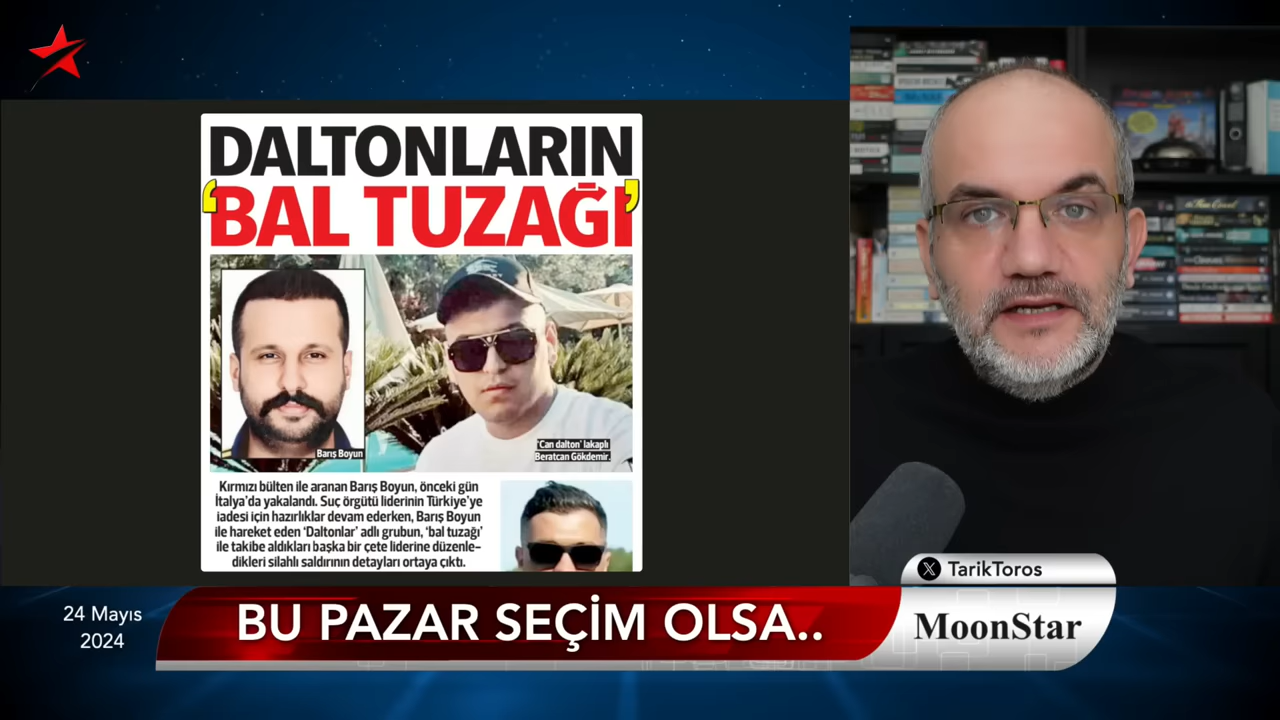 DALTONLARIN
'BAL TUZAĞI'
Barış Boyun
'Can dalton' lakaplı
Beratcan Gökdemir.
Kırmızı bülten ile aranan Barış Boyun, önceki gün
İtalya'da yakalandı. Suç örgütü liderinin Türkiye'ye
iadesi için hazırlıklar devam ederken, Barış Boyun
ile hareket eden 'Daltonlar' adlı grubun, 'bal tuzağı'
ile takibe aldıkları başka bir çete liderine düzenle-
dikleri silahlı saldırının detayları ortaya çıktı.
X TarikToros
24 Mayıs
2024
BU PAZAR SEÇİM OLSA..
MoonStar